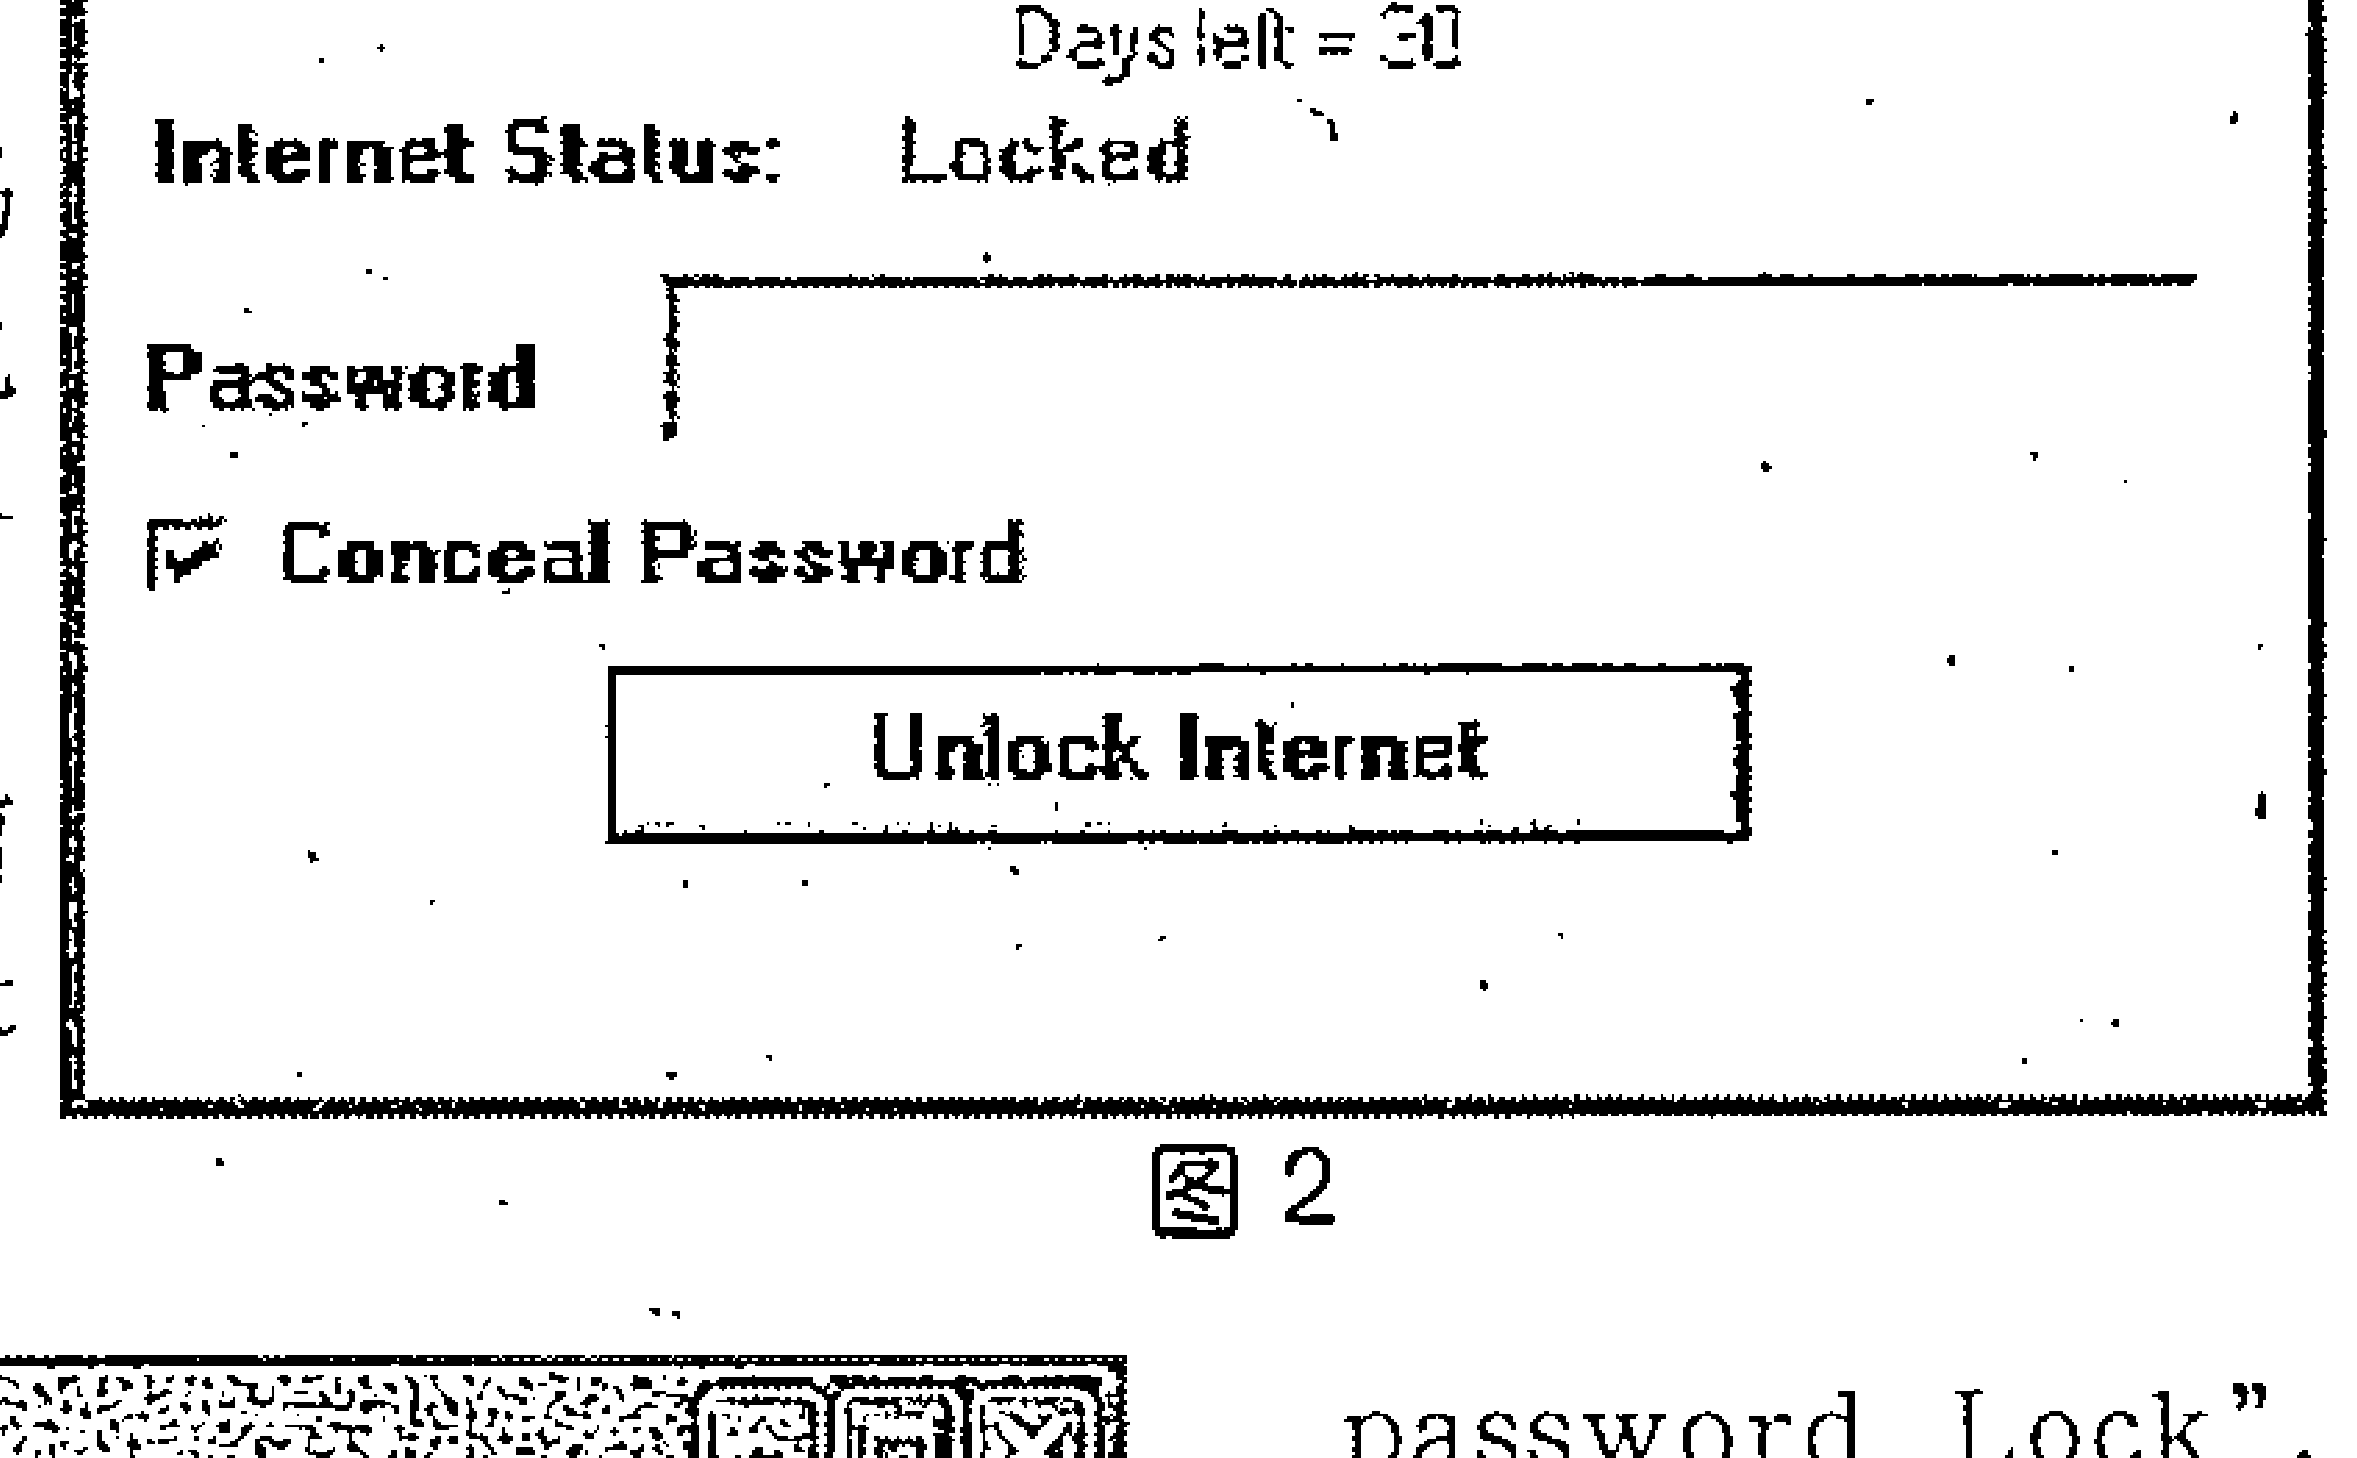 Days left = 30
Internet Status: Locked
Password
Conceal Password
Unlock Internet
图 2
password Lock”.